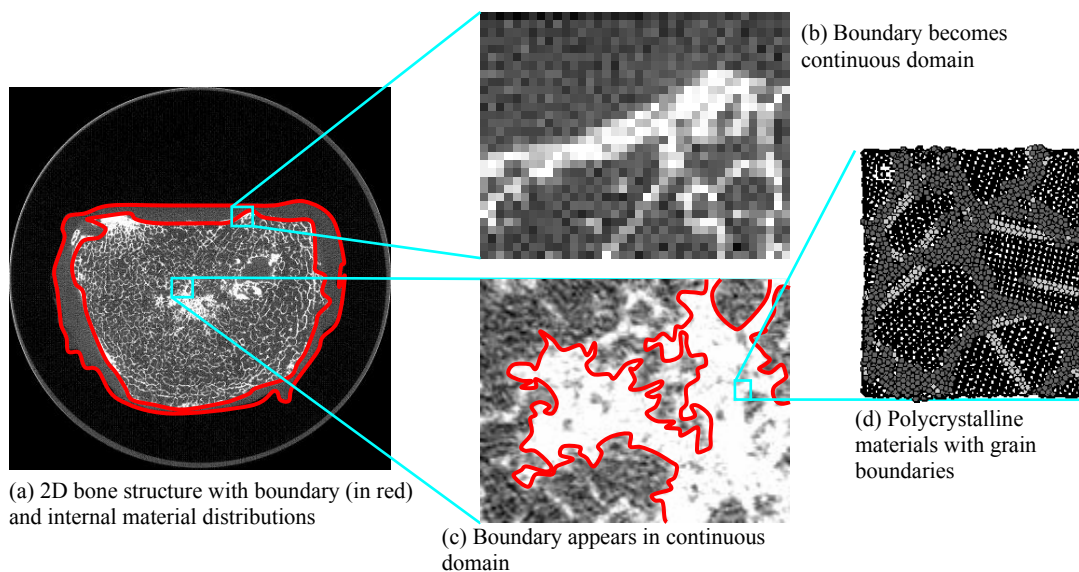 (b) Boundary becomes
continuous domain
(d) Polycrystalline
materials with grain
boundaries
(a) 2D bone structure with boundary (in red)
and internal material distributions
(c) Boundary appears in continuous
domain